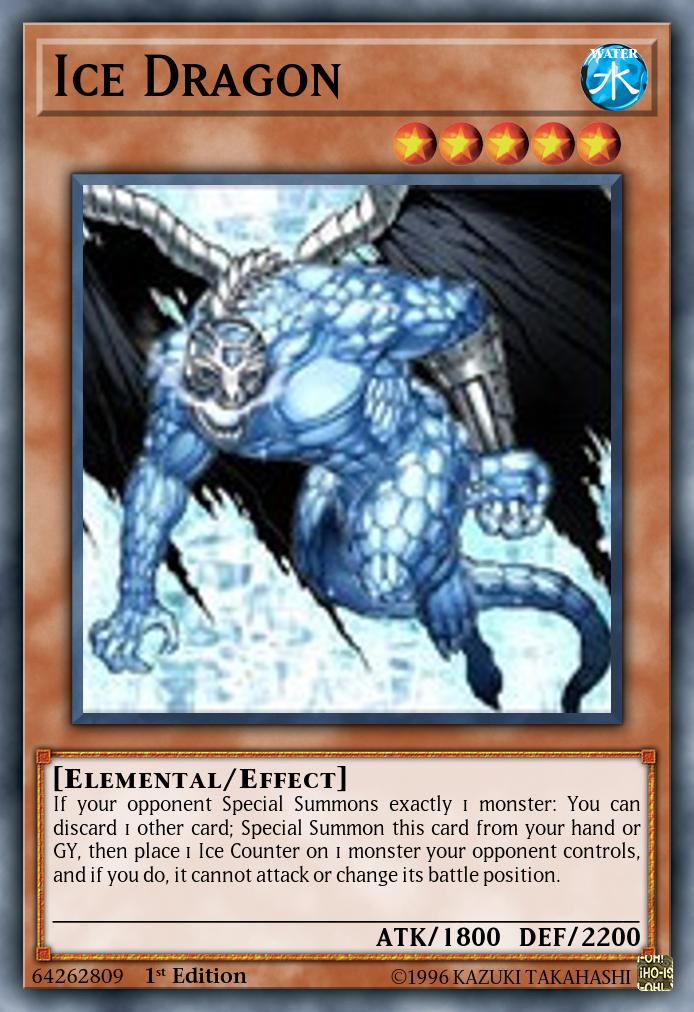 Ice Dragon
WATER
水
[Elemental/Effect]
If your opponent Special Summons exactly 1 monster: You can
discard 1 other card; Special Summon this card from your hand or
GY, then place 1 Ice Counter on 1 monster your opponent controls,
and if you do, it cannot attack or change its battle position.
ATK/1800 DEF/2200
64262809 1st Edition ©1996 KAZUKI TAKAHASHI